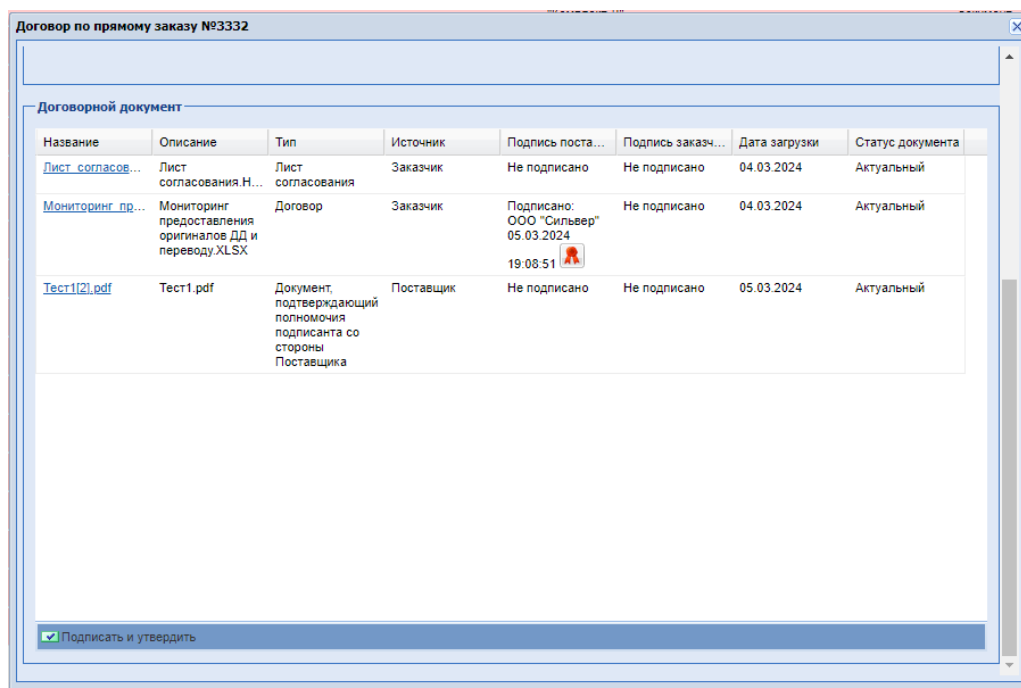 Договор по прямому заказу №3332
Договорной документ
Название Описание Тип Источник Подпись поста... Подпись заказч... Дата загрузки Статус документа
Лист согласов... Лист Лист Заказчик Не подписано Не подписано 04.03.2024 Актуальный
согласования.Н... согласования
Мониторинг пр... Мониторинг Договор Заказчик Подписано: Не подписано 04.03.2024 Актуальный
предоставления ООО "Сильвер"
оригиналов ДД и 05.03.2024
переводу.XLSX
19:08:51
Тест1[2].pdf Тест1.pdf Документ, Поставщик Не подписано Не подписано 05.03.2024 Актуальный
подтверждающий
полномочия
подписанта со
стороны
Поставщика
Подписать и утвердить